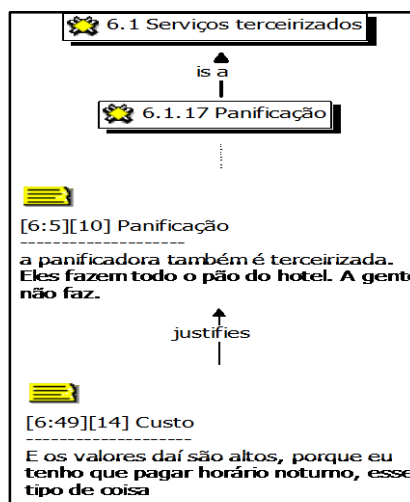 6.1 Serviços terceirizados
is a
6.1.17 Panificação
[6:5][10] Panificação
--------------------
a panificadora também é terceirizada.
Eles fazem todo o pão do hotel. A gente
não faz.
justifies
[6:49][14] Custo
--------------------
E os valores daí são altos, porque eu
tenho que pagar horário noturno, esse
tipo de coisa